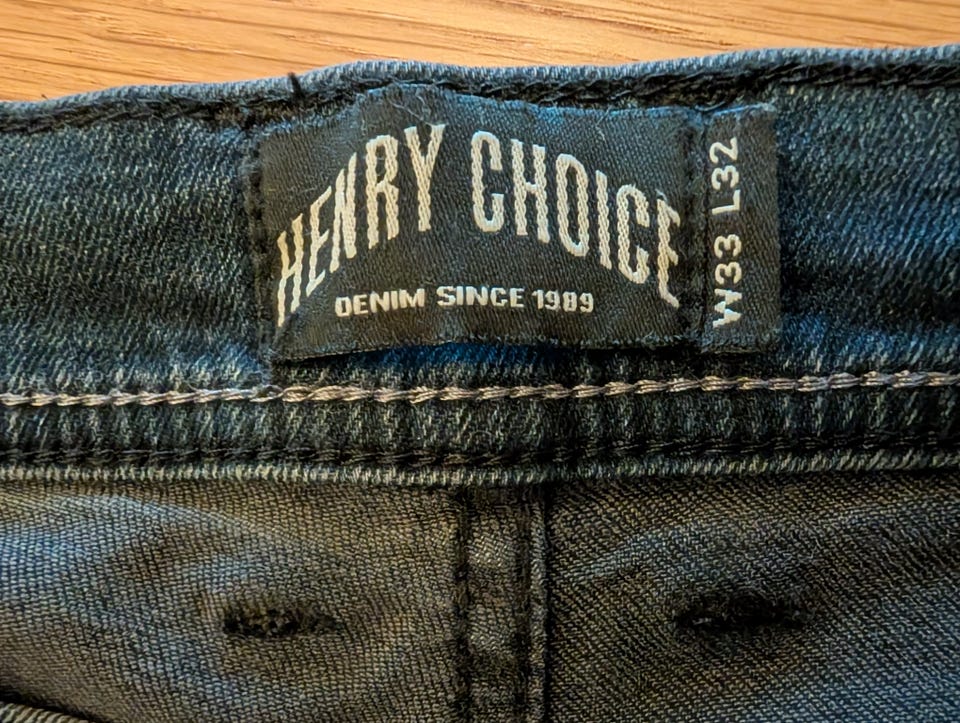 HENRY CHOICE
DENIM SINCE 1989
W33 L32